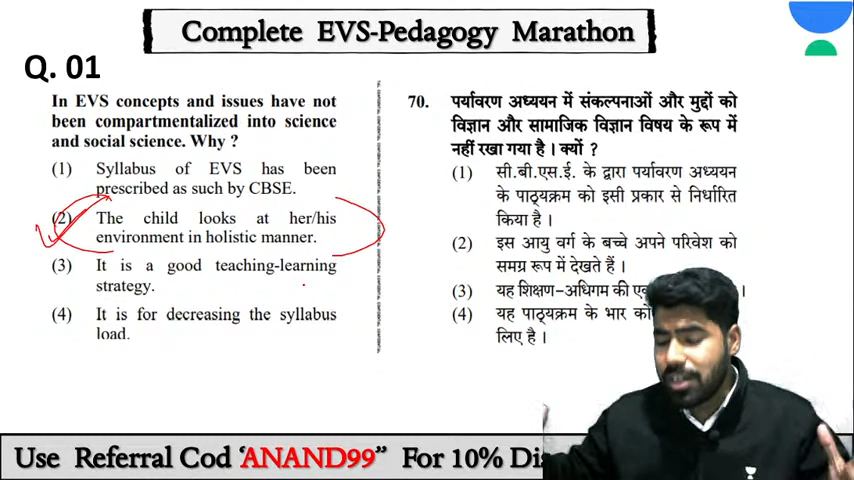 Complete EVS-Pedagogy Marathon
Q. 01
In EVS concepts and issues have not
been compartmentalized into science
and social science. Why ?
(1) Syllabus of EVS has been
prescribed as such by CBSE.
(2) The child looks at her/his
environment in holistic manner.
(3) It is a good teaching-learning
strategy.
(4) It is for decreasing the syllabus
load.
70. पर्यावरण अध्ययन में संकल्पनाओं और मुद्दों को
विज्ञान और सामाजिक विज्ञान विषय के रूप में
नहीं रखा गया है । क्यों ?
(1) सी.बी.एस.ई. के द्वारा पर्यावरण अध्ययन
के पाठ्यक्रम को इसी प्रकार से निर्धारित
किया है ।
(2) इस आयु वर्ग के बच्चे अपने परिवेश को
समग्र रूप में देखते हैं ।
(3) यह शिक्षण-अधिगम की ।
(4) यह पाठ्यक्रम के भार को
लिए है ।
Use Referral Cod ‘ANAND99” For 10%